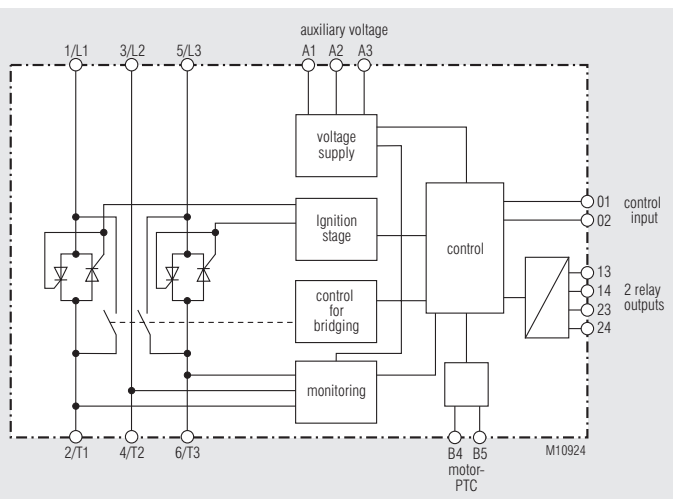 auxiliary voltage
1/L1 3/L2 5/L3 A1 A2 A3
voltage
supply
Ignition
stage
control
01
02
control
input
control
for
bridging
13
14
23
24
2 relay
outputs
monitoring
2/T1 4/T2 6/T3
B4 B5
motor-
PTC
M10924